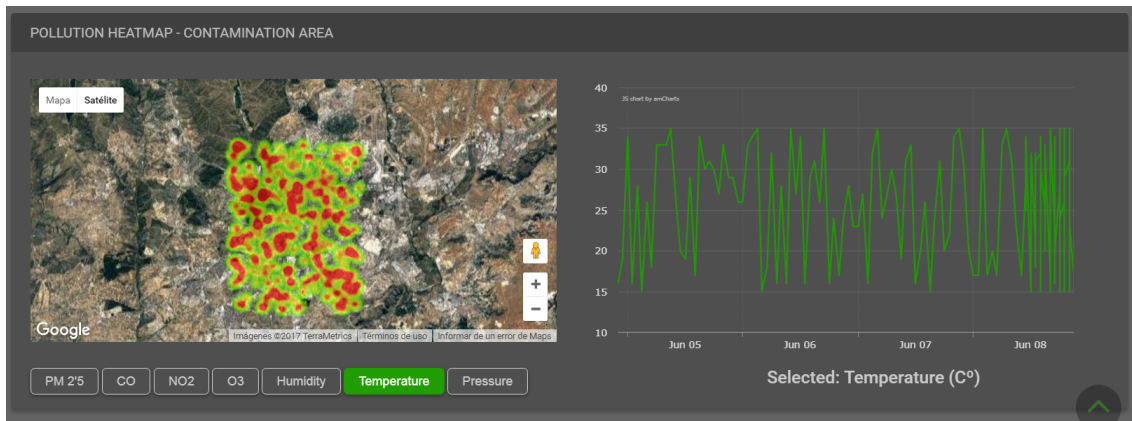 POLLUTION HEATMAP - CONTAMINATION AREA
Mapa Satélite
Google
Imágenes ©2017 TerraMetrics Términos de uso Informar de un error de Maps
PM 2'5 CO NO2 O3 Humidity Temperature Pressure
40
JS chart by amCharts
35
30
25
20
15
10
Jun 05 Jun 06 Jun 07 Jun 08
Selected: Temperature (Cº)